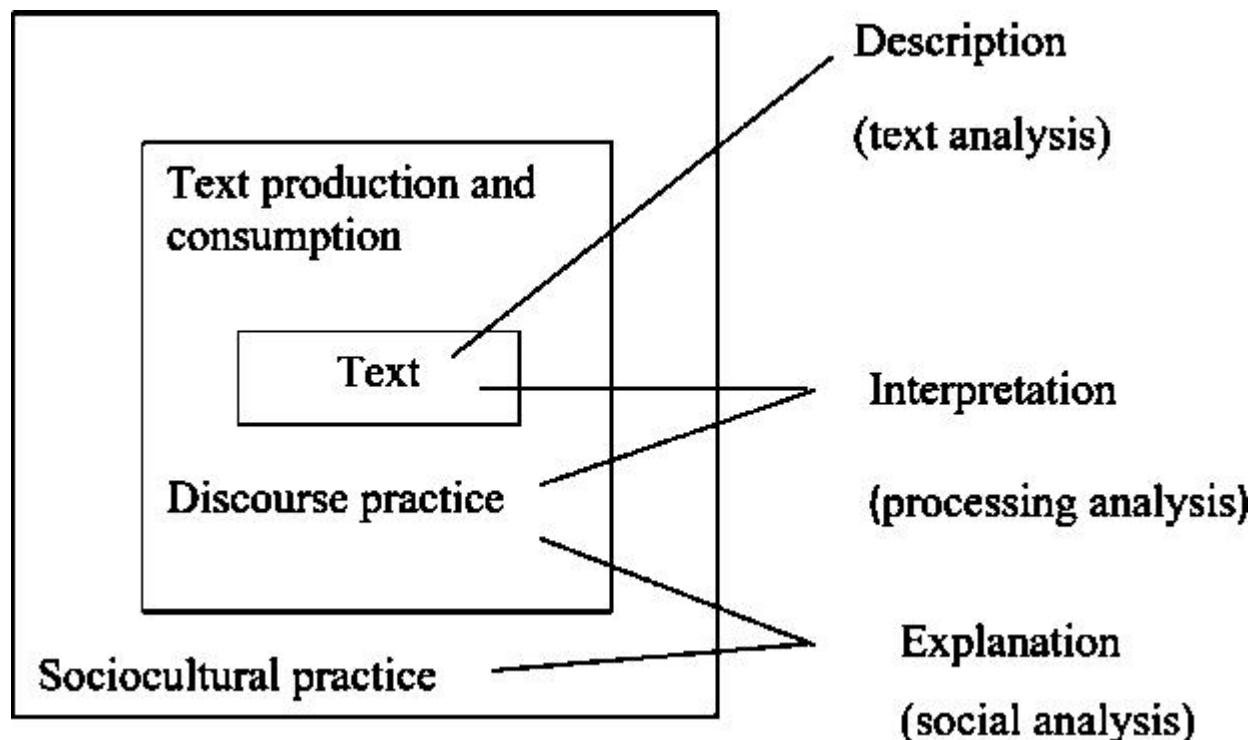 Description
(text analysis)
Text production and
consumption
Text
Interpretation
Discourse practice
(processing analysis)
Explanation
Sociocultural practice
(social analysis)